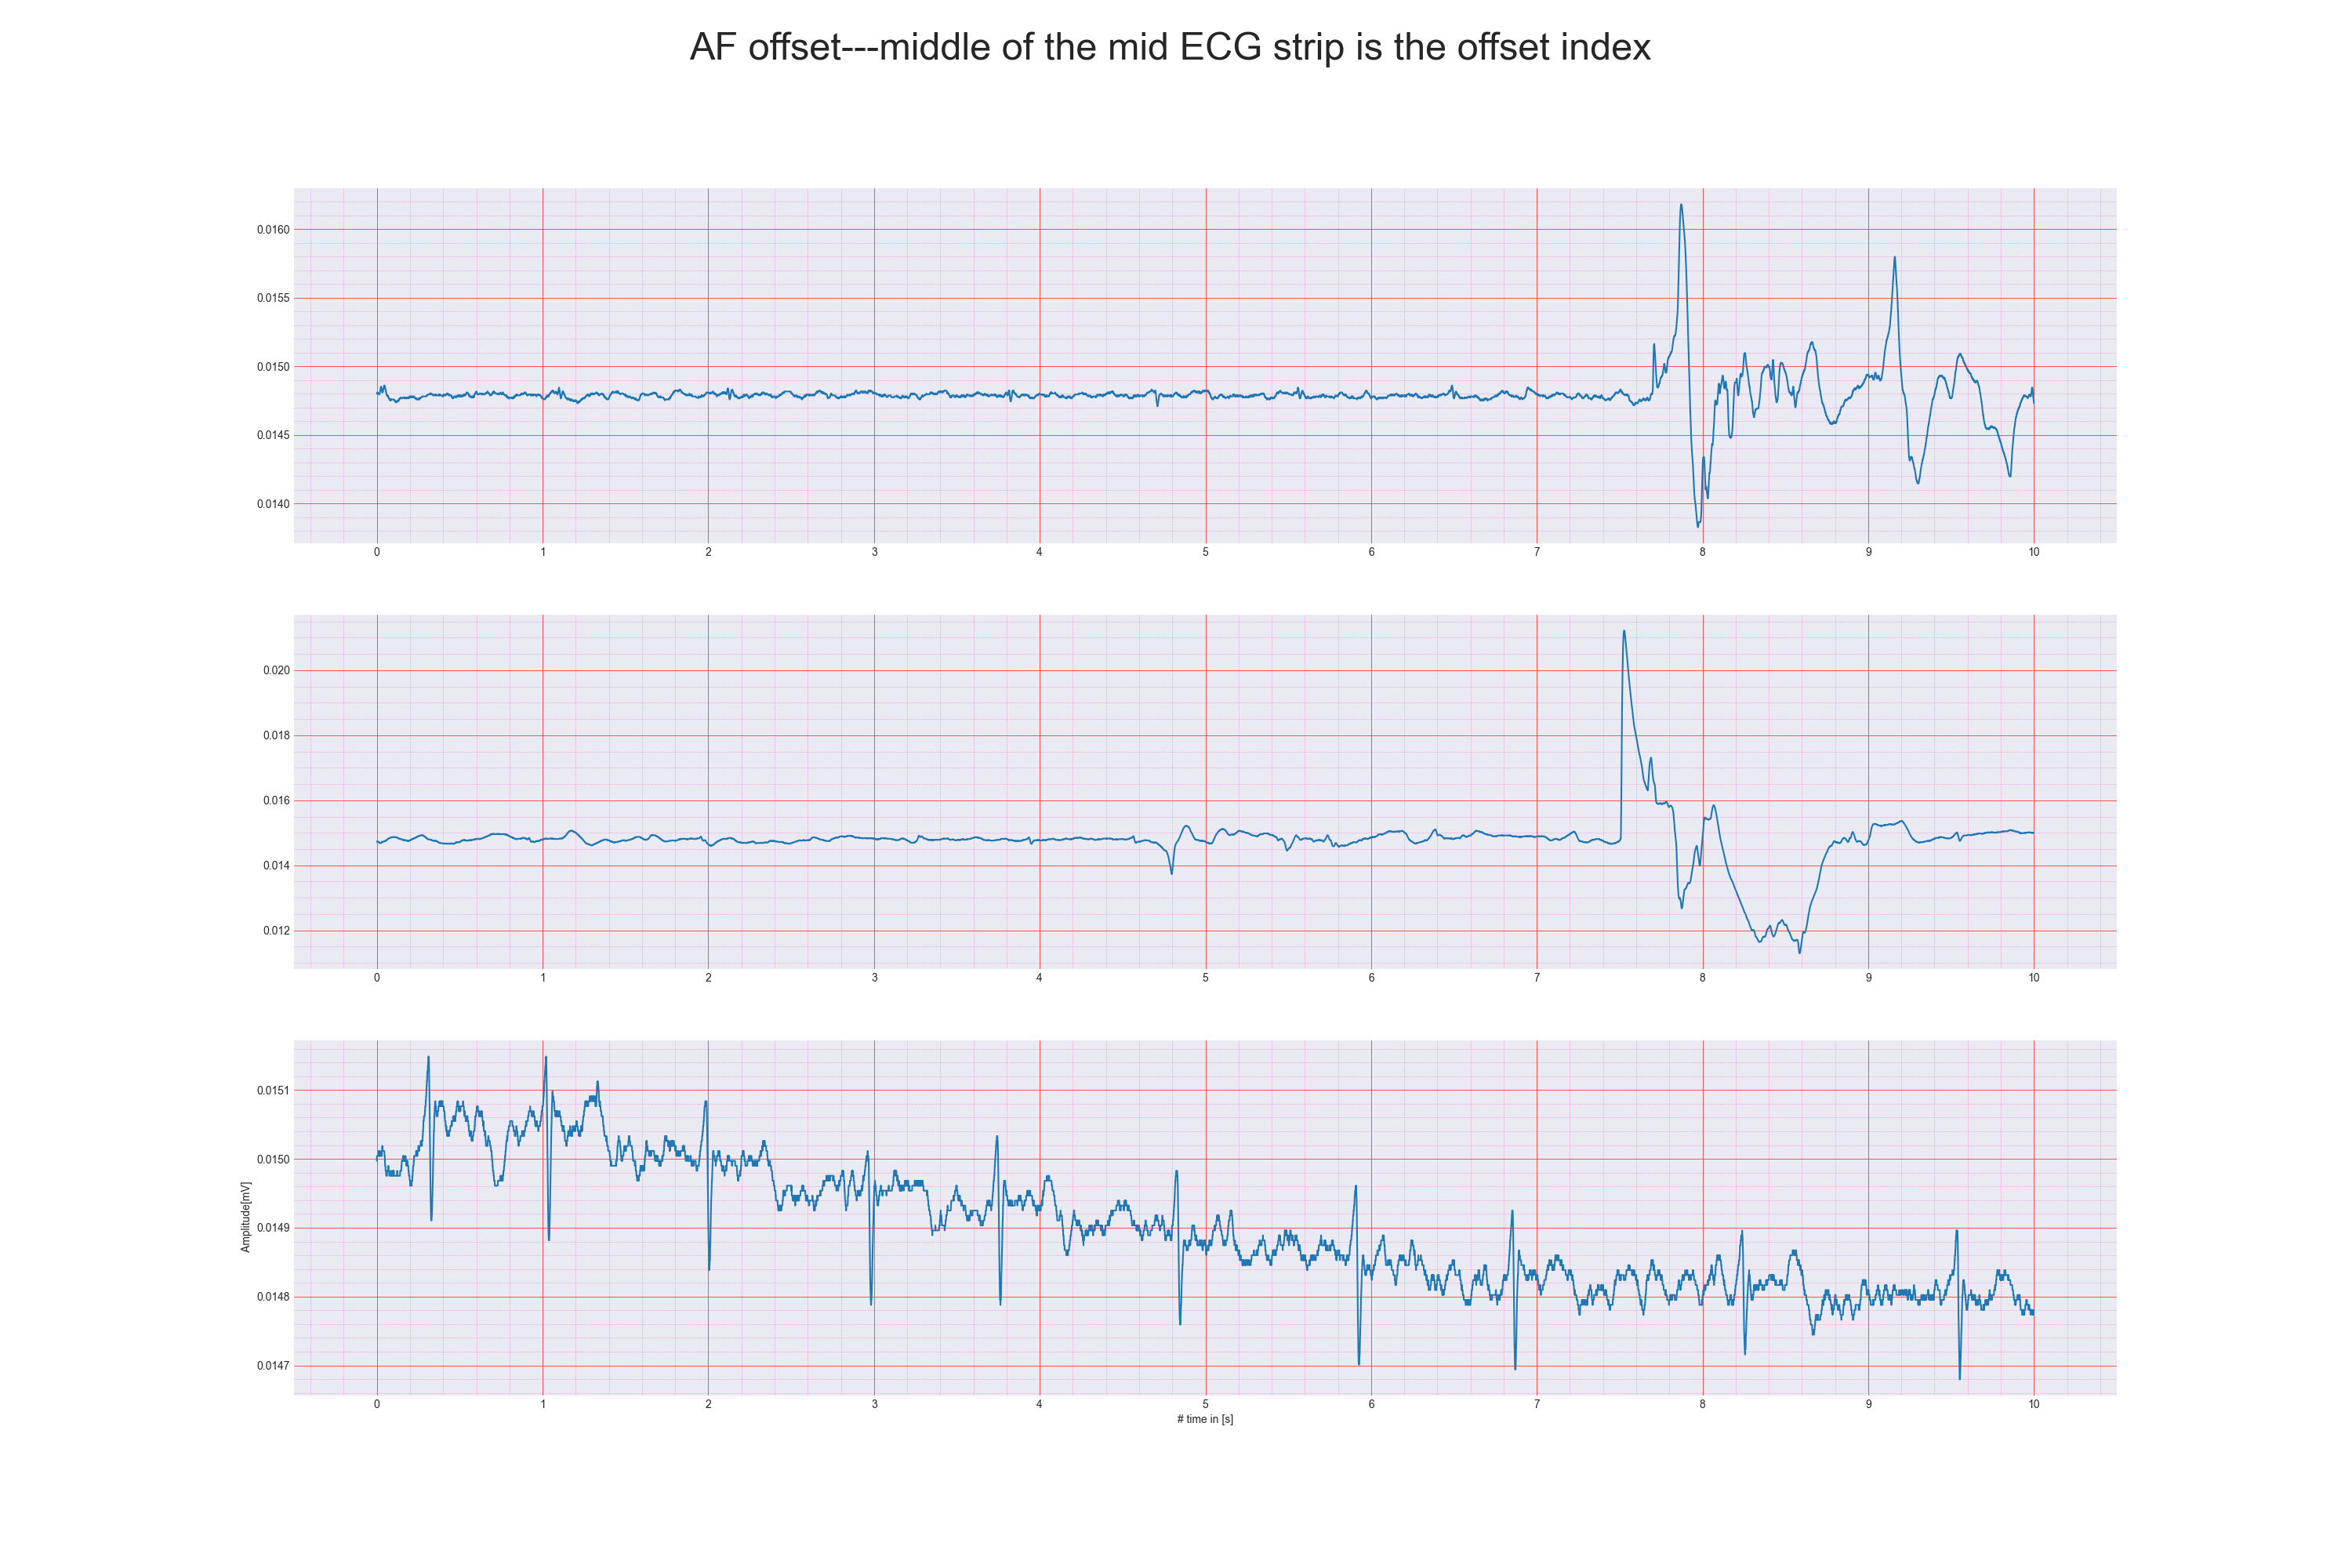 AF offset---middle of the mid ECG strip is the offset index
0.0160
0.0155
0.0150
0.0145
0.0140
0 1 2 3 4 5 6 7 8 9 10
0.020
0.018
0.016
0.014
0.012
0 1 2 3 4 5 6 7 8 9 10
Amplitude[mV]
0.0151
0.0150
0.0149
0.0148
0.0147
0 1 2 3 4 5 6 7 8 9 10
# time in [s]